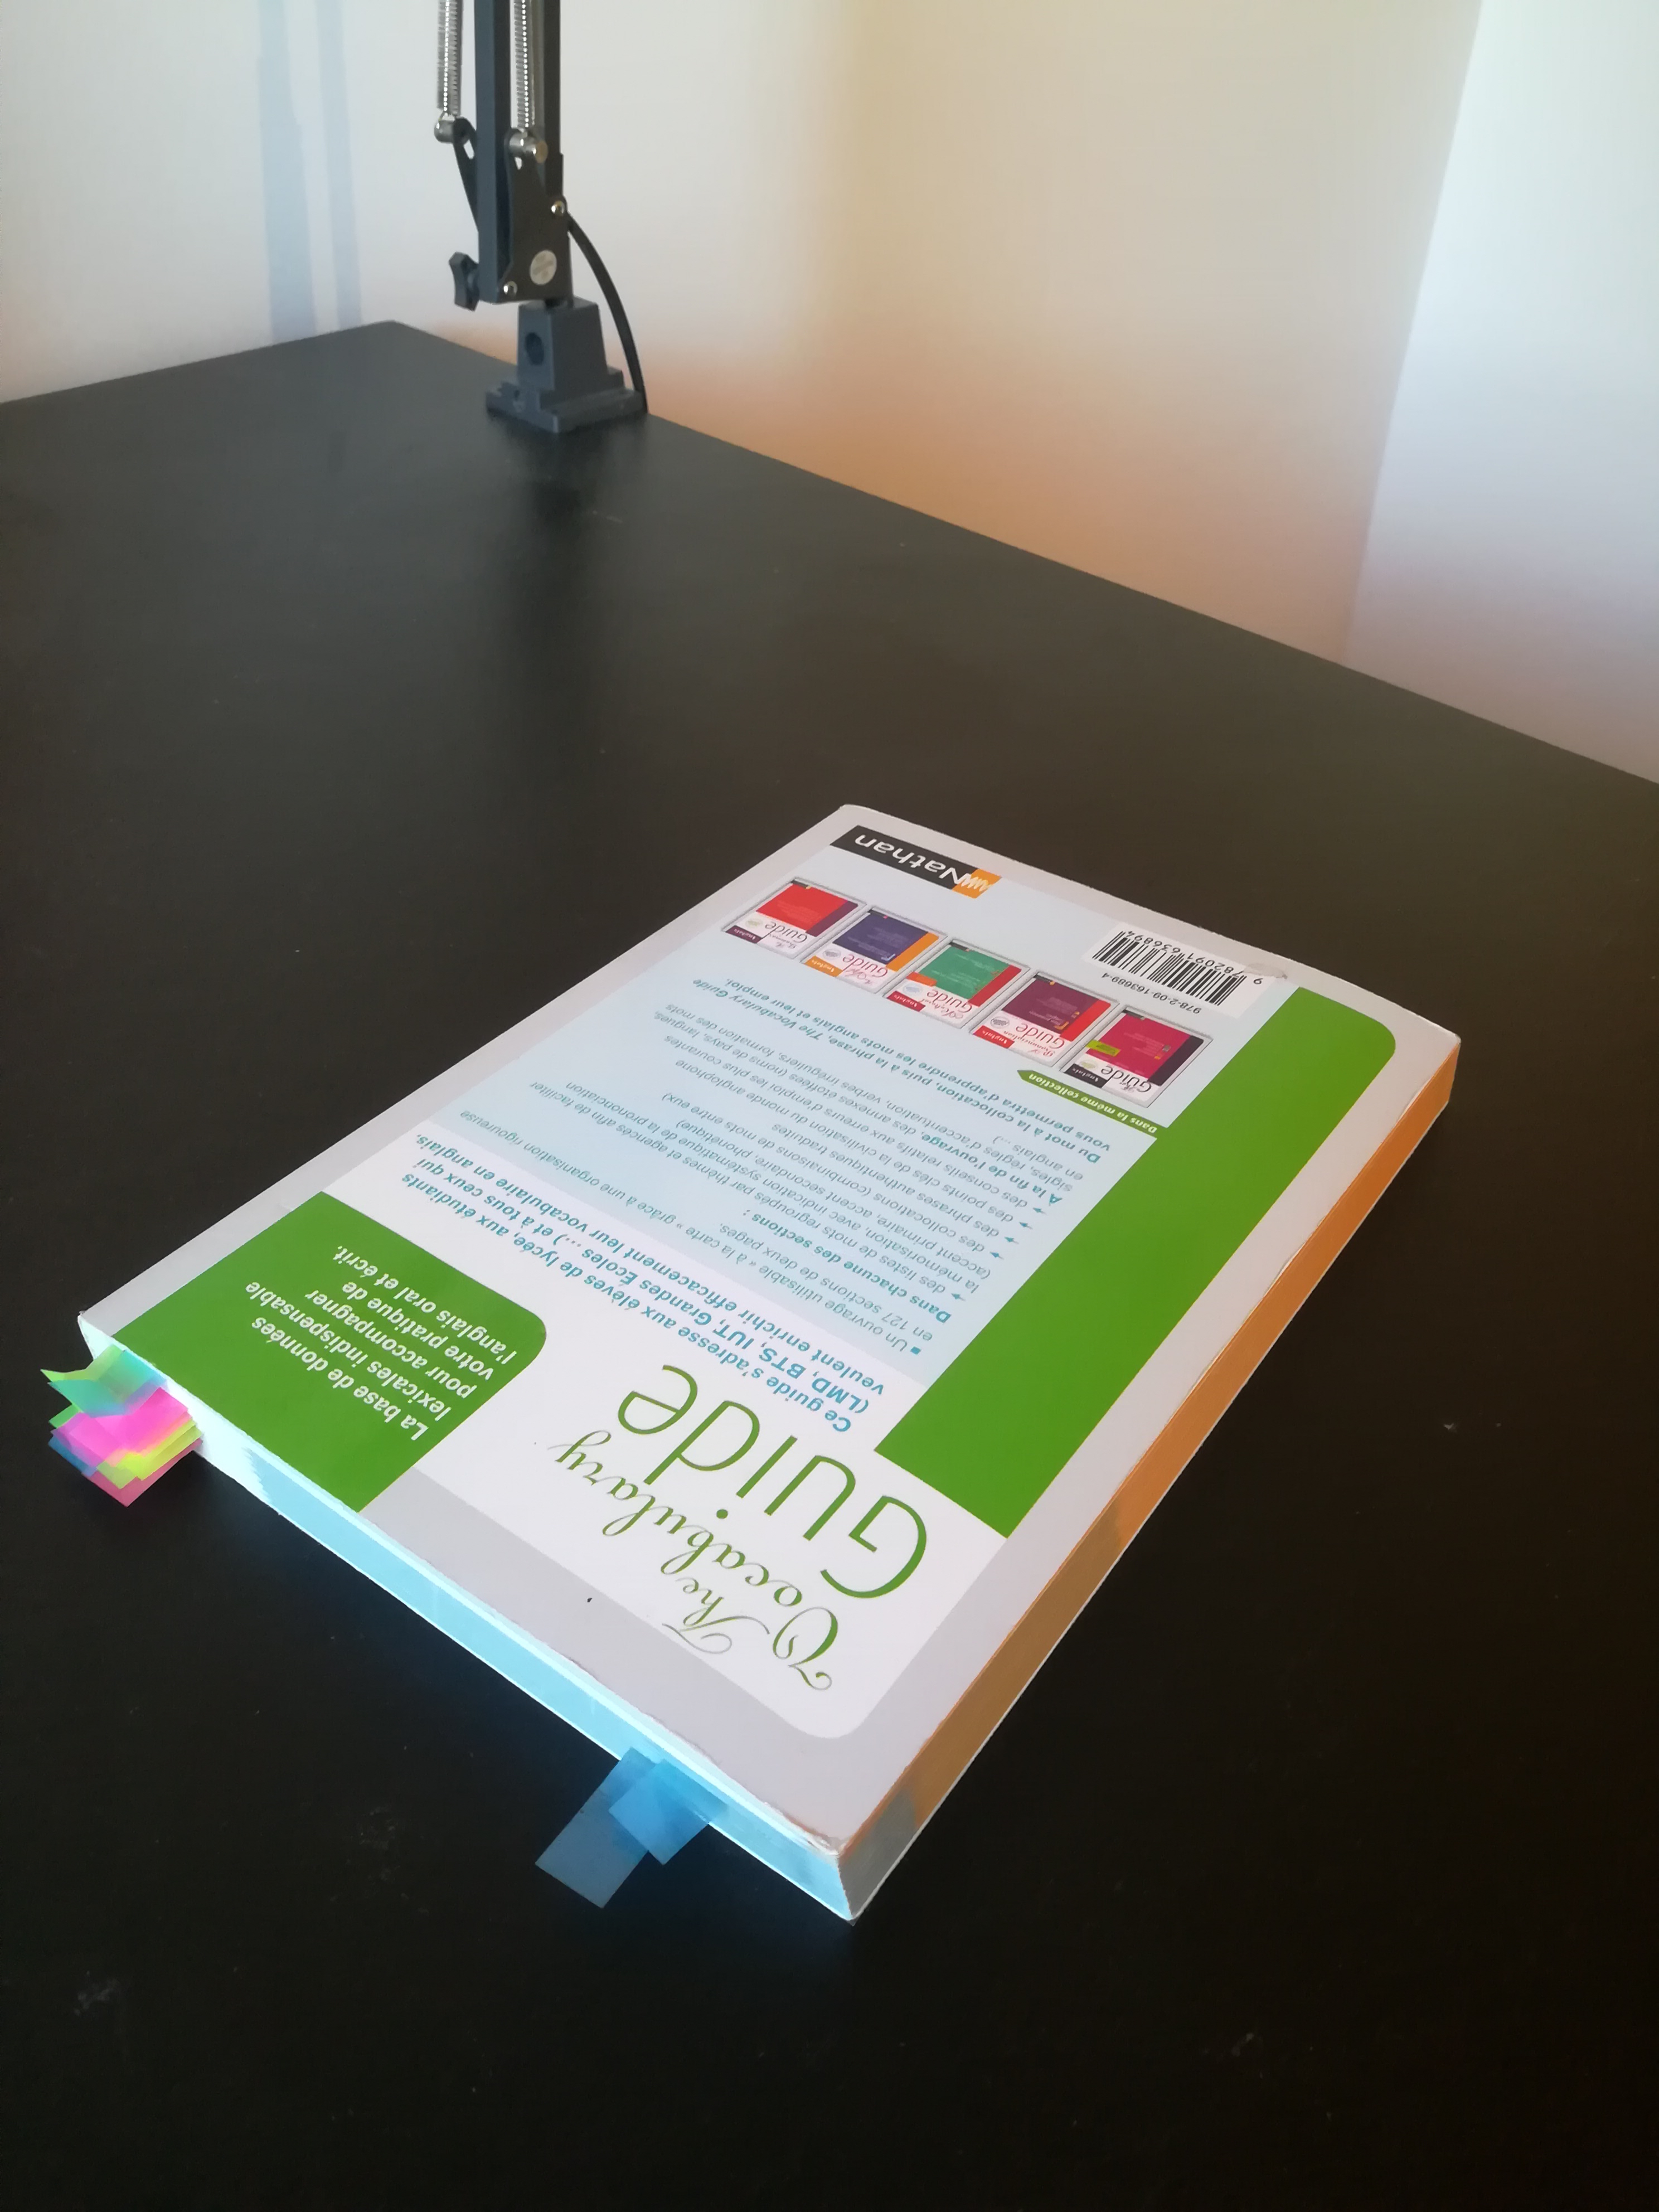 The
Vocabulary
GUIDE
La base de données
lexicales indispensable
pour accompagner
votre pratique de
l'anglais oral et écrit.
Ce guide s'adresse aux élèves de lycée, aux étudiants
(LMD, BTS, IUT, Grandes Écoles ...) et à tous ceux qui
veulent enrichir efficacement leur vocabulaire en anglais.
▪ Un ouvrage utilisable « à la carte » grâce à une organisation rigoureuse
en 127 sections de deux pages.
Dans chacune des sections :
➔ des listes de mots regroupés par thèmes et agencés afin de faciliter
la mémorisation, avec indication systématique de la prononciation
(accent primaire, accent secondaire, phonétique)
➔ des collocations (combinaisons de mots entre eux)
➔ des phrases authentiques traduites
➔ des points clés de la civilisation du monde anglophone
➔ des conseils relatifs aux erreurs d'emploi les plus courantes
À la fin de l'ouvrage, des annexes étoffées (noms de pays, langues,
sigles, règles d'accentuation, verbes irréguliers, formation des mots
en anglais ...)
Du mot à la collocation, puis à la phrase, The Vocabulary Guide
vous permettra d'apprendre les mots anglais et leur emploi.
Dans la même collection
Anglais
Guide
Anglais
Guide
Anglais
Guide
Anglais
Guide
Anglais
Guide
978-2-09-163689-4
9 782091 636894
Nathan